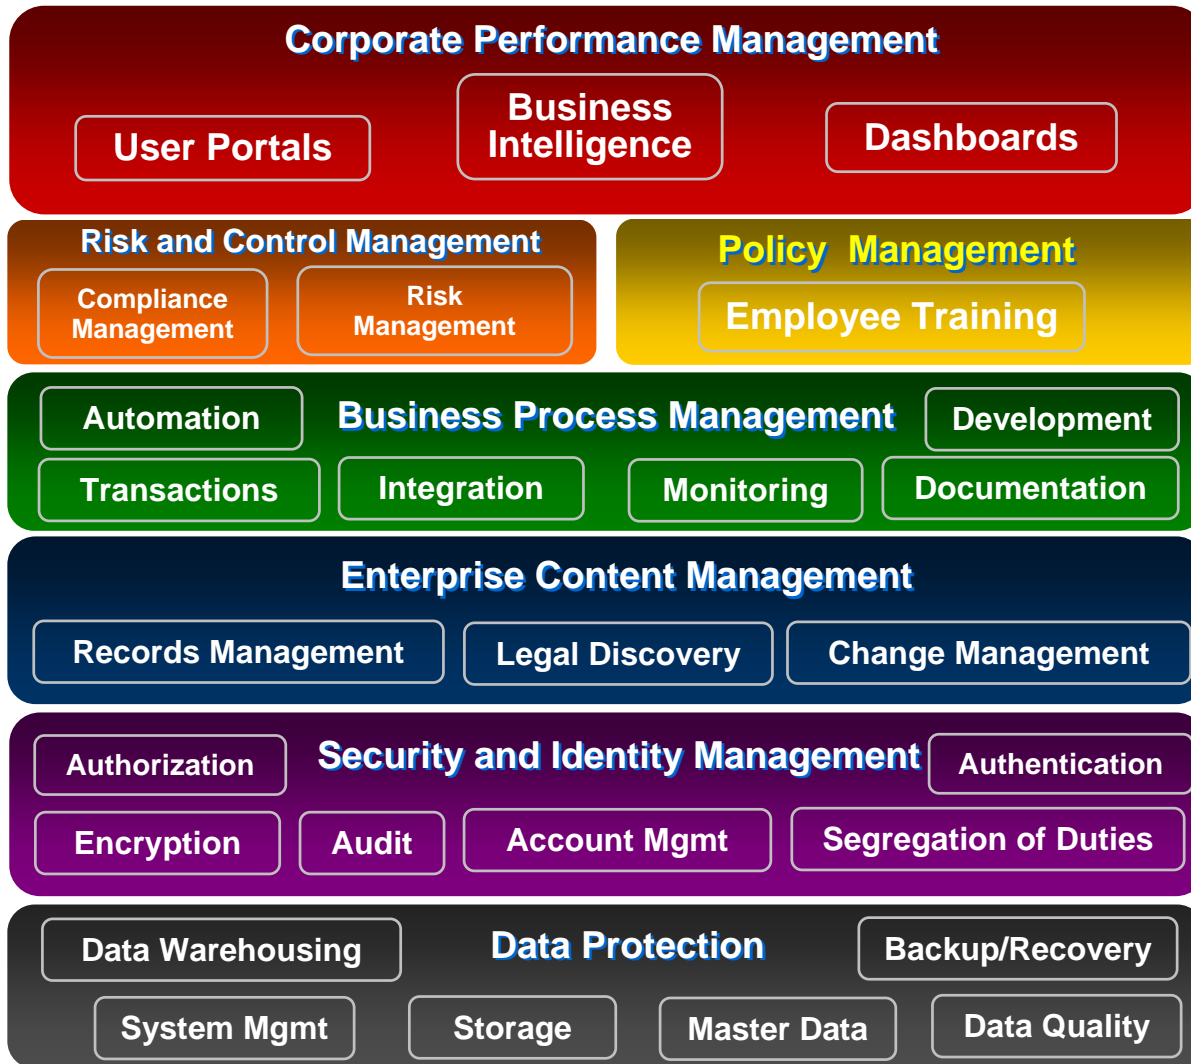 Corporate Performance Management
User Portals
Business
Intelligence
Dashboards
Risk and Control Management
Compliance
Management
Risk
Management
Policy  Management
Employee Training
Automation
Business Process Management
Development
Transactions
Integration
Monitoring
Documentation
Enterprise Content Management
Records Management
Legal Discovery
Change Management
Authorization
Security and Identity Management
Authentication
Encryption
Audit
Account Mgmt
Segregation of Duties
Data Warehousing
Data Protection
Backup/Recovery
System Mgmt
Storage
Master Data
Data Quality